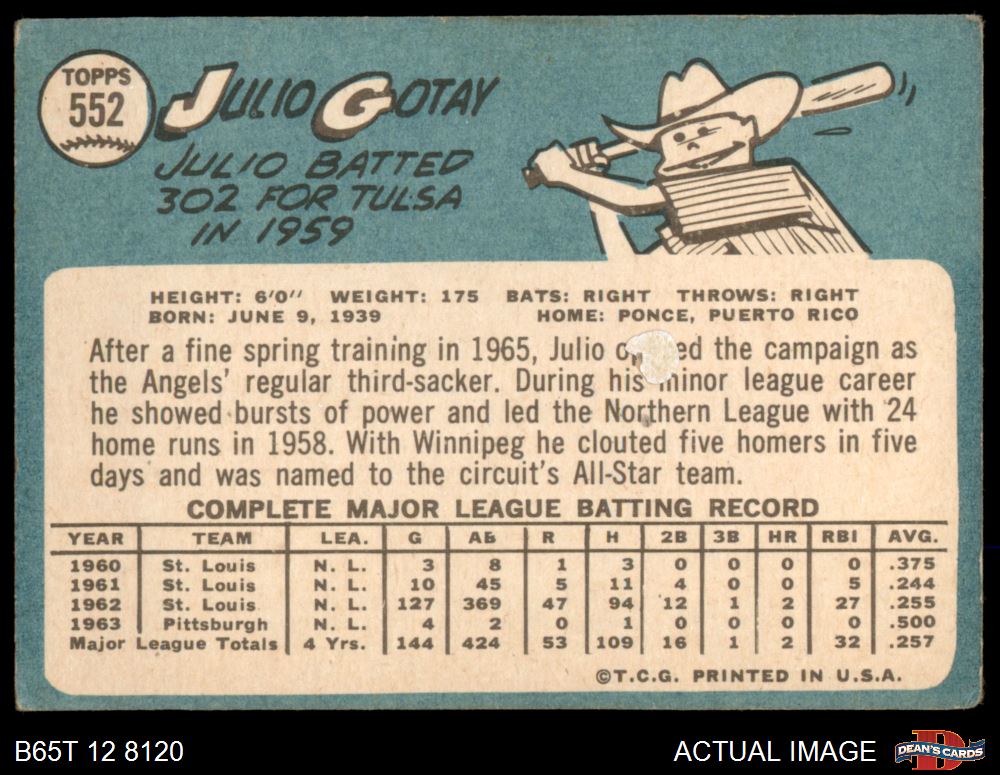 TOPPS
552
JULIO GOTAY
JULIO BATTED
302 FOR TULSA
IN 1959
HEIGHT: 6'0" WEIGHT: 175 BATS: RIGHT THROWS: RIGHT
BORN: JUNE 9, 1939 HOME: PONCE, PUERTO RICO
After a fine spring training in 1965, Julio the campaign as
the Angels' regular third-sacker. During his minor league career
he showed bursts of power and led the Northern League with 24
home runs in 1958. With Winnipeg he clouted five homers in five
days and was named to the circuit's All-Star team.
COMPLETE MAJOR LEAGUE BATTING RECORD
YEAR TEAM LEA. G AB R H 2B 3B HR RBI AVG.
1960 St. Louis N. L. 3 8 1 3 0 0 0 0 .375
1961 St. Louis N. L. 10 45 5 11 4 0 0 5 .244
1962 St. Louis N. L. 127 369 47 94 12 1 2 27 .255
1963 Pittsburgh N. L. 4 2 0 1 0 0 0 0 .500
Major League Totals 4 Yrs. 144 424 53 109 16 1 2 32 .257
©T.C.G. PRINTED IN U.S.A.
B65T 12 8120 ACTUAL IMAGE DEAN'S CARDS